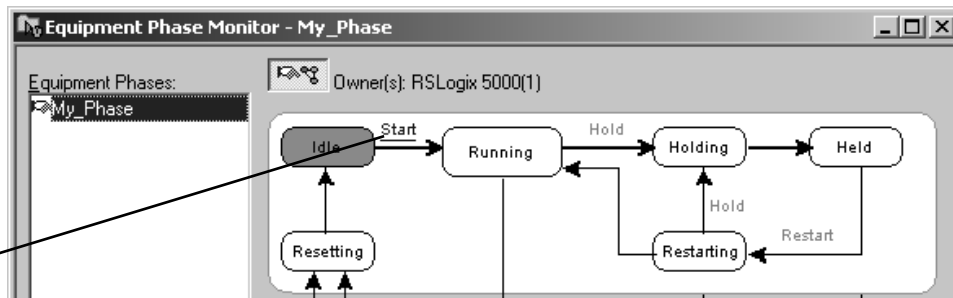 Equipment Phase Monitor - My_Phase
Equipment Phases:
Owner(s): RSLogix 5000(1)
My_Phase
Idle
Start
Running
Hold
Holding
Held
Hold
Resetting
Restarting
Restart